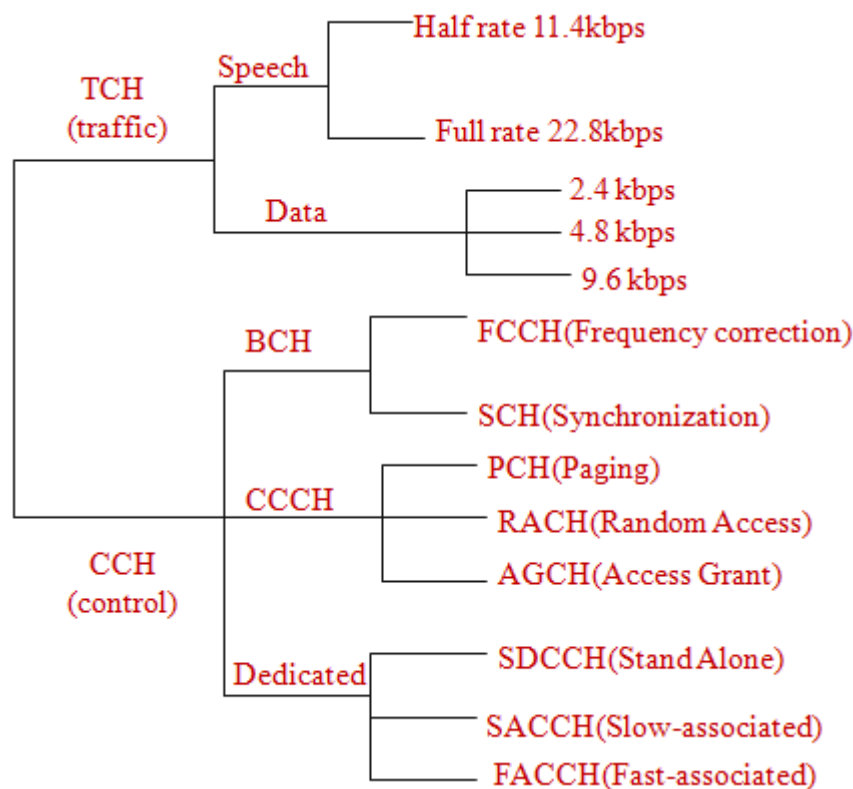 Half rate 11.4kbps
Speech
TCH
(traffic)
Full rate 22.8kbps
2.4 kbps
Data
4.8 kbps
9.6 kbps
BCH
FCCH(Frequency correction)
SCH(Synchronization)
PCH(Paging)
CCCH
RACH(Random Access)
CCH
(control)
AGCH(Access Grant)
SDCCH(Stand Alone)
Dedicated
SACCH(Slow-associated)
FACCH(Fast-associated)